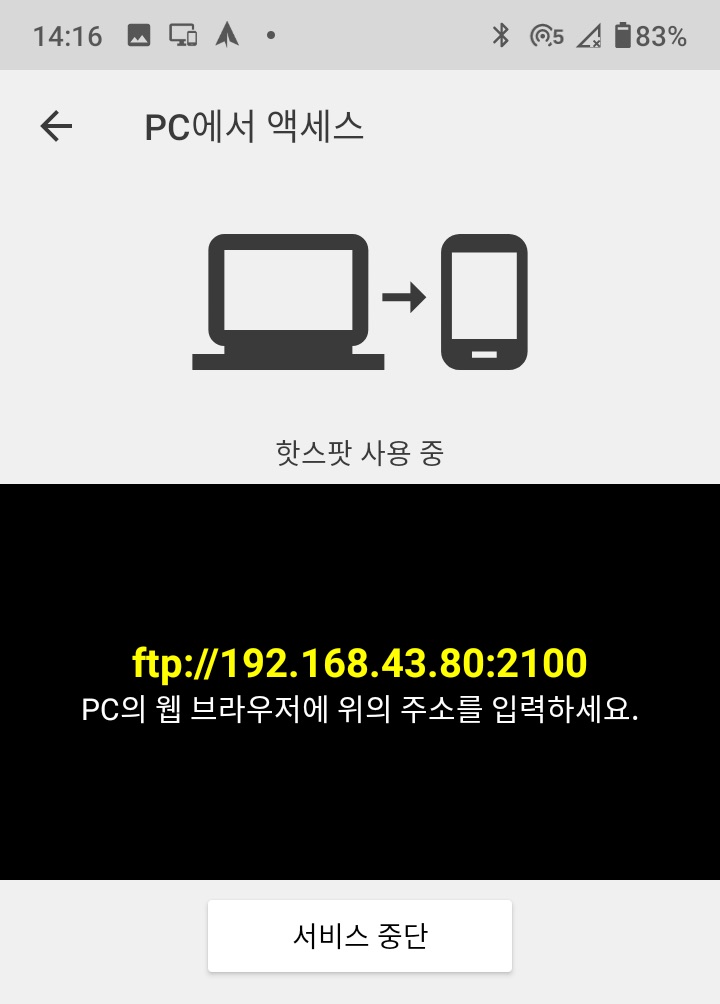 14:16 5 83%
PC에서 액세스
핫스팟 사용 중
ftp://192.168.43.80:2100
PC의 웹 브라우저에 위의 주소를 입력하세요.
서비스 중단